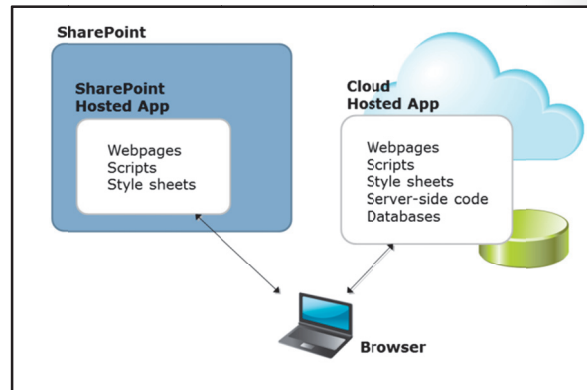 SharePoint
SharePoint
Hosted App
Webpages
Scripts
Style sheets
Cloud
Hosted App
Webpages
Scripts
Style sheets
Server-side code
Databases
Browser